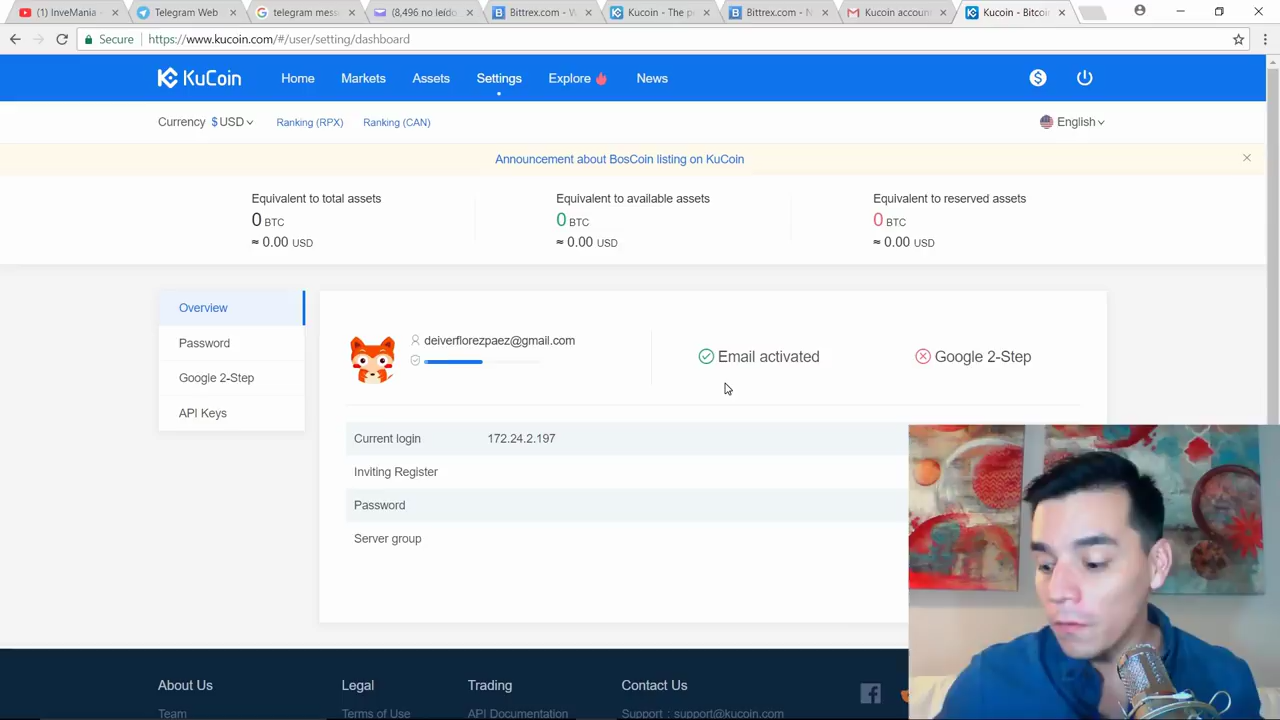 (1) InveMania -
Telegram Web
telegram mess
(8,496 no leído
Bittrex.com - W
Kucoin - The p
Bittrex.com - N
Kucoin accoun
Kucoin - Bitcoi
Secure
https://www.kucoin.com/#/user/setting/dashboard
KuCoin
Home
Markets
Assets
Settings
Explore
News
Currency $ USD
Ranking (RPX)
Ranking (CAN)
English
Announcement about BosCoin listing on KuCoin
Equivalent to total assets
0 BTC
≈ 0.00 USD
Equivalent to available assets
0 BTC
≈ 0.00 USD
Equivalent to reserved assets
0 BTC
≈ 0.00 USD
Overview
Password
Google 2-Step
API Keys
deiverflorezpaez@gmail.com
Email activated
Google 2-Step
Current login 172.24.2.197
Inviting Register
Password
Server group
About Us
Legal
Trading
Contact Us
Team
Terms of Use
API Documentation
Support : support@kucoin.com